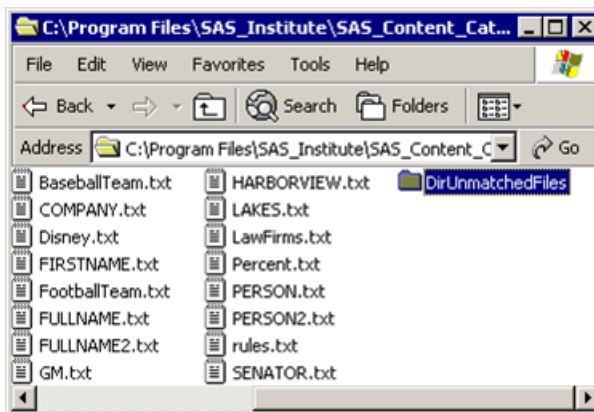 C:\Program Files\SAS_Institute\SAS_Content_Cat...
File Edit View Favorites Tools Help
Back Search Folders
Address C:\Program Files\SAS_Institute\SAS_Content_C Go
BaseballTeam.txt HARBORVIEW.txt DirUnmatchedFiles
COMPANY.txt LAKES.txt
Disney.txt LawFirms.txt
FIRSTNAME.txt Percent.txt
FootballTeam.txt PERSON.txt
FULLNAME.txt PERSON2.txt
FULLNAME2.txt rules.txt
GM.txt SENATOR.txt